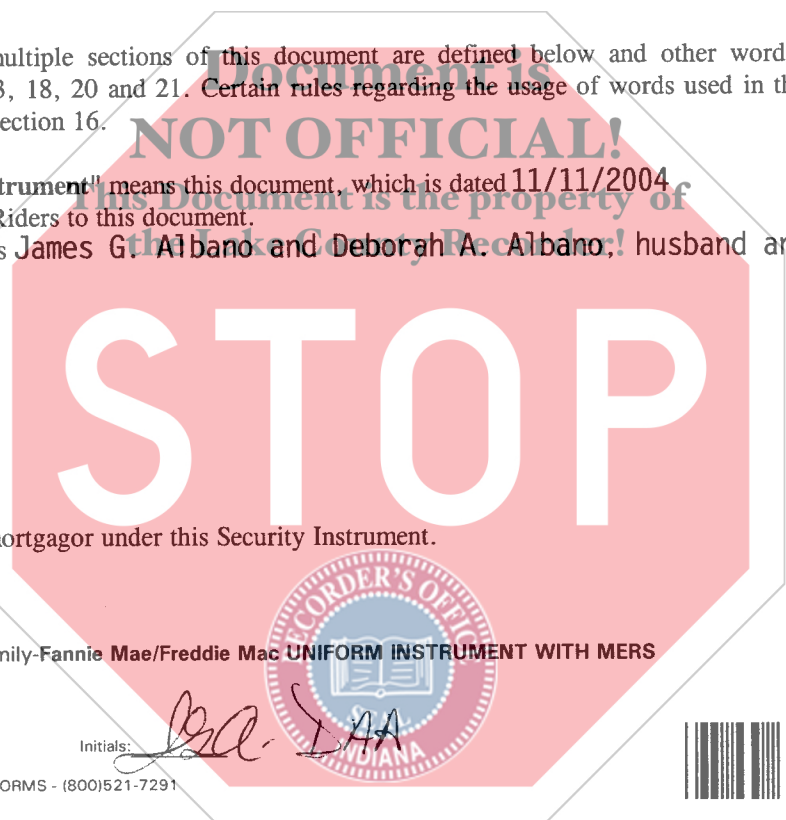 multiple sections of this document are defined below and other word
Document is
3, 18, 20 and 21. Certain rules regarding the usage of words used in th
ection 16.
NOT OFFICIAL!
trument" means this document, which is dated 11/11/2004
This Document is the property of
Riders to this document.
the Lake County Recorder!
s James G. Albano and Deborah A. Albano, husband an
STOP
ortgagor under this Security Instrument.
RECORDER'S OFFICE
mily-Fannie Mae/Freddie Mac UNIFORM INSTRUMENT WITH MERS
SEAL
Initials: JGA. DAA
INDIANA
ORMS - (800)521-7291